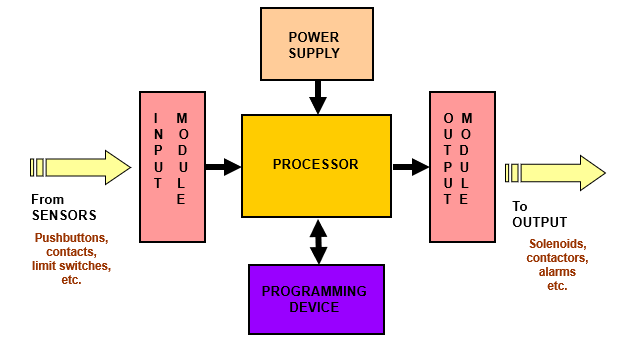 POWER
SUPPLY
INPUT MODULE
PROCESSOR
OUTPUT MODULE
From
SENSORS
Pushbuttons,
contacts,
limit switches,
etc.
To
OUTPUT
Solenoids,
contactors,
alarms
etc.
PROGRAMMING
DEVICE